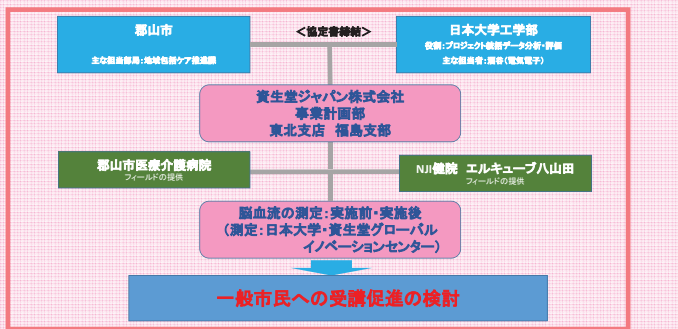 郡山市
主な担当部局：地域包括ケア推進課
＜協定書締結＞
日本大学工学部
役割：プロジェクト統括データ分析・評価
主な担当者：酒谷（電気電子）
資生堂ジャパン株式会社
事業計画部
東北支店　福島支部
郡山市医療介護病院
フィールドの提供
NJI健院　エルキューブ八山田
フィールドの提供
脳血流の測定：実施前・実施後
（測定：日本大学・資生堂グローバル
イノベーションセンター）
一般市民への受講促進の検討